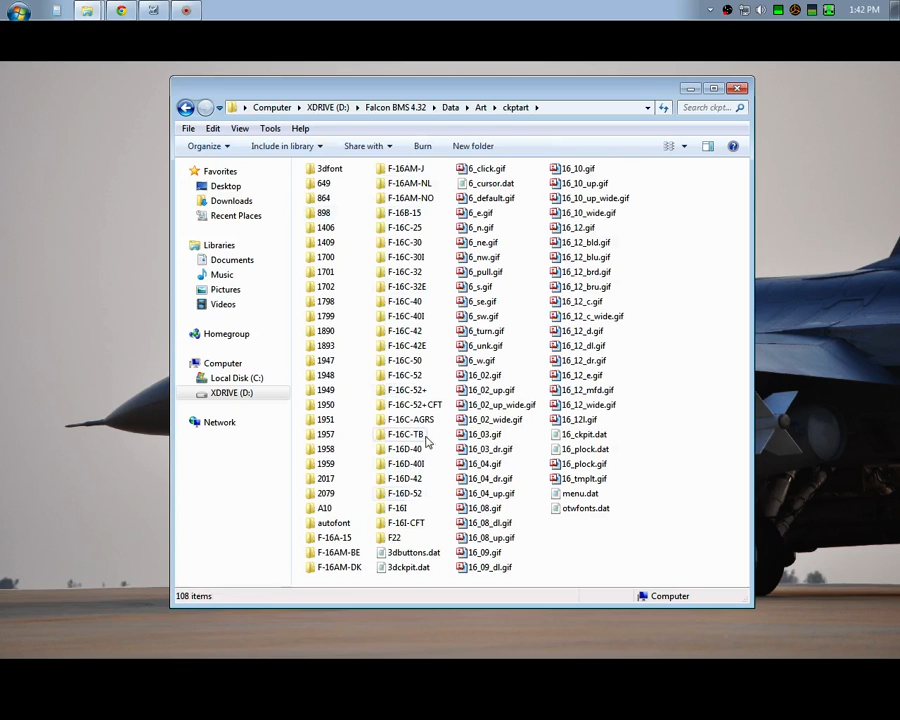 1:42 PM
Computer ▸ XDRIVE (D:) ▸ Falcon BMS 4.32 ▸ Data ▸ Art ▸ ckptart ▸
Search ckpt...
File Edit View Tools Help
Organize Include in library Share with Burn New folder
Favorites
Desktop
Downloads
Recent Places
Libraries
Documents
Music
Pictures
Videos
Homegroup
Computer
Local Disk (C:)
XDRIVE (D:)
Network
3dfont
649
864
898
1406
1409
1700
1701
1702
1798
1799
1890
1893
1947
1948
1949
1950
1951
1957
1958
1959
2017
2079
A10
autofont
F-16A-15
F-16AM-BE
F-16AM-DK
F-16AM-J
F-16AM-NL
F-16AM-NO
F-16B-15
F-16C-25
F-16C-30
F-16C-30I
F-16C-32
F-16C-32E
F-16C-40
F-16C-40I
F-16C-42
F-16C-42E
F-16C-50
F-16C-52
F-16C-52+
F-16C-52+CFT
F-16C-AGRS
F-16C-TB
F-16D-40
F-16D-40I
F-16D-42
F-16D-52
F-16I
F-16I-CFT
F22
3dbuttons.dat
3dckpit.dat
6_click.gif
6_cursor.dat
6_default.gif
6_e.gif
6_n.gif
6_ne.gif
6_nw.gif
6_pull.gif
6_s.gif
6_se.gif
6_sw.gif
6_turn.gif
6_unk.gif
6_w.gif
16_02.gif
16_02_up.gif
16_02_up_wide.gif
16_02_wide.gif
16_03.gif
16_03_dr.gif
16_04.gif
16_04_dr.gif
16_04_up.gif
16_08.gif
16_08_dl.gif
16_08_up.gif
16_09.gif
16_09_dl.gif
16_10.gif
16_10_up.gif
16_10_up_wide.gif
16_10_wide.gif
16_12.gif
16_12_bld.gif
16_12_blu.gif
16_12_brd.gif
16_12_bru.gif
16_12_c.gif
16_12_c_wide.gif
16_12_d.gif
16_12_dl.gif
16_12_dr.gif
16_12_e.gif
16_12_mfd.gif
16_12_wide.gif
16_12l.gif
16_ckpit.dat
16_plock.dat
16_plock.gif
16_tmplt.gif
menu.dat
otwfonts.dat
108 items
Computer